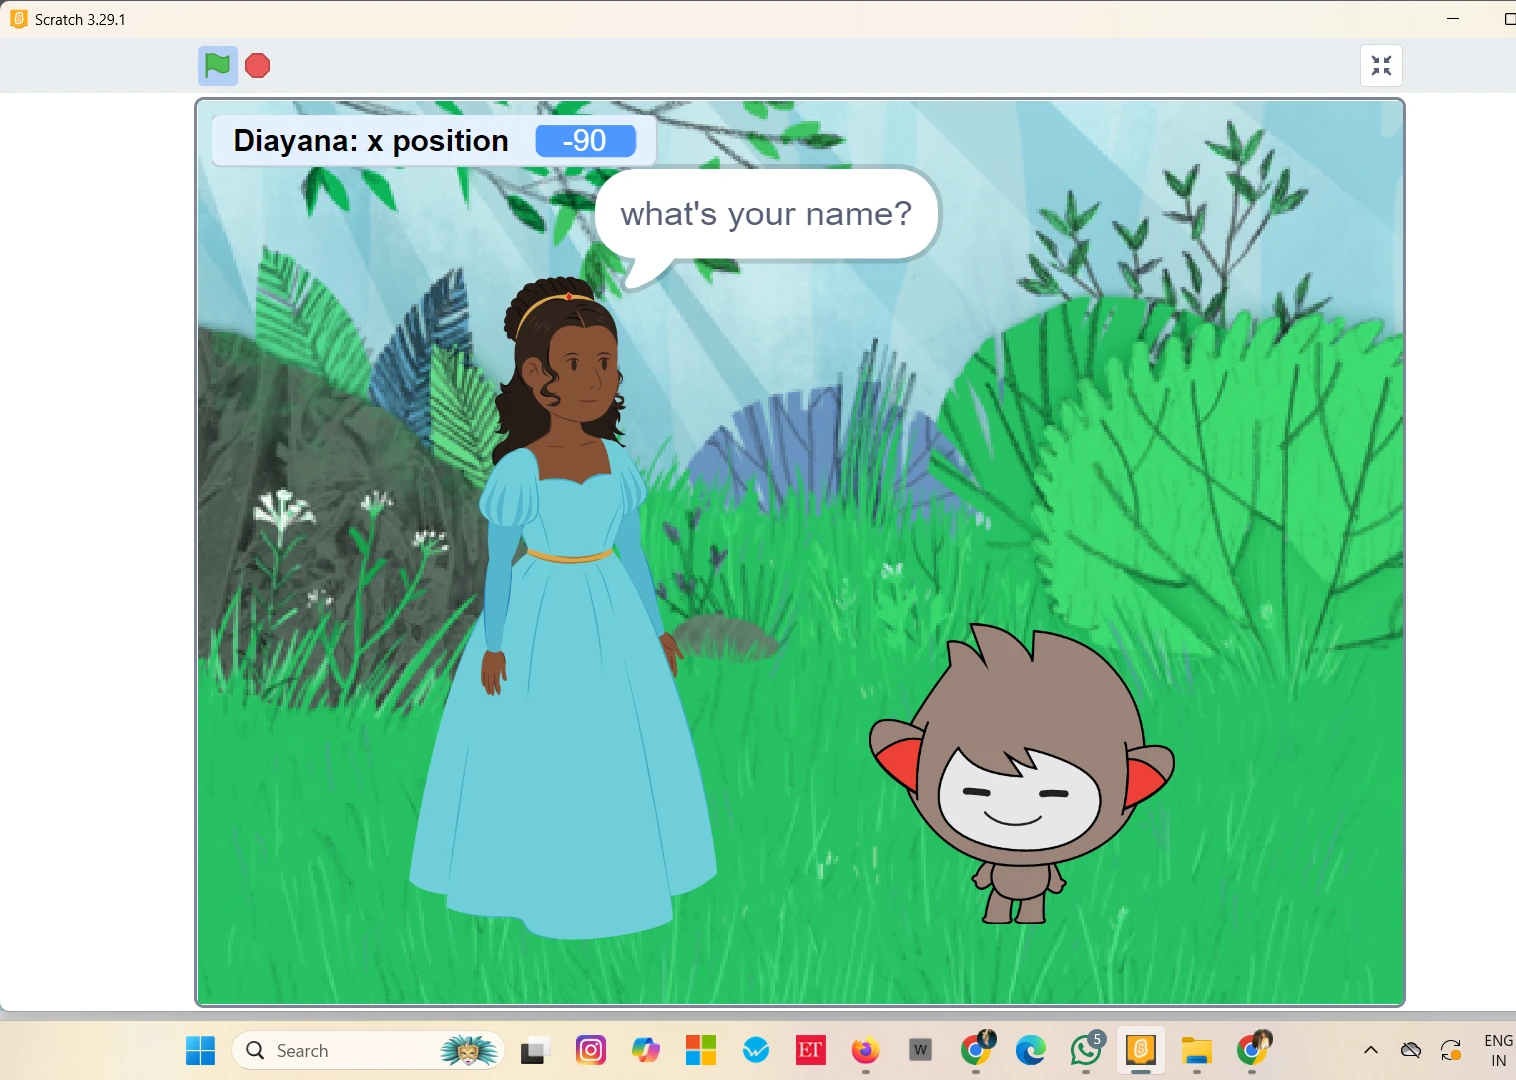 Scratch 3.29.1
Diayana: x position -90
what's your name?
Search
ET
W
5
ENG
IN